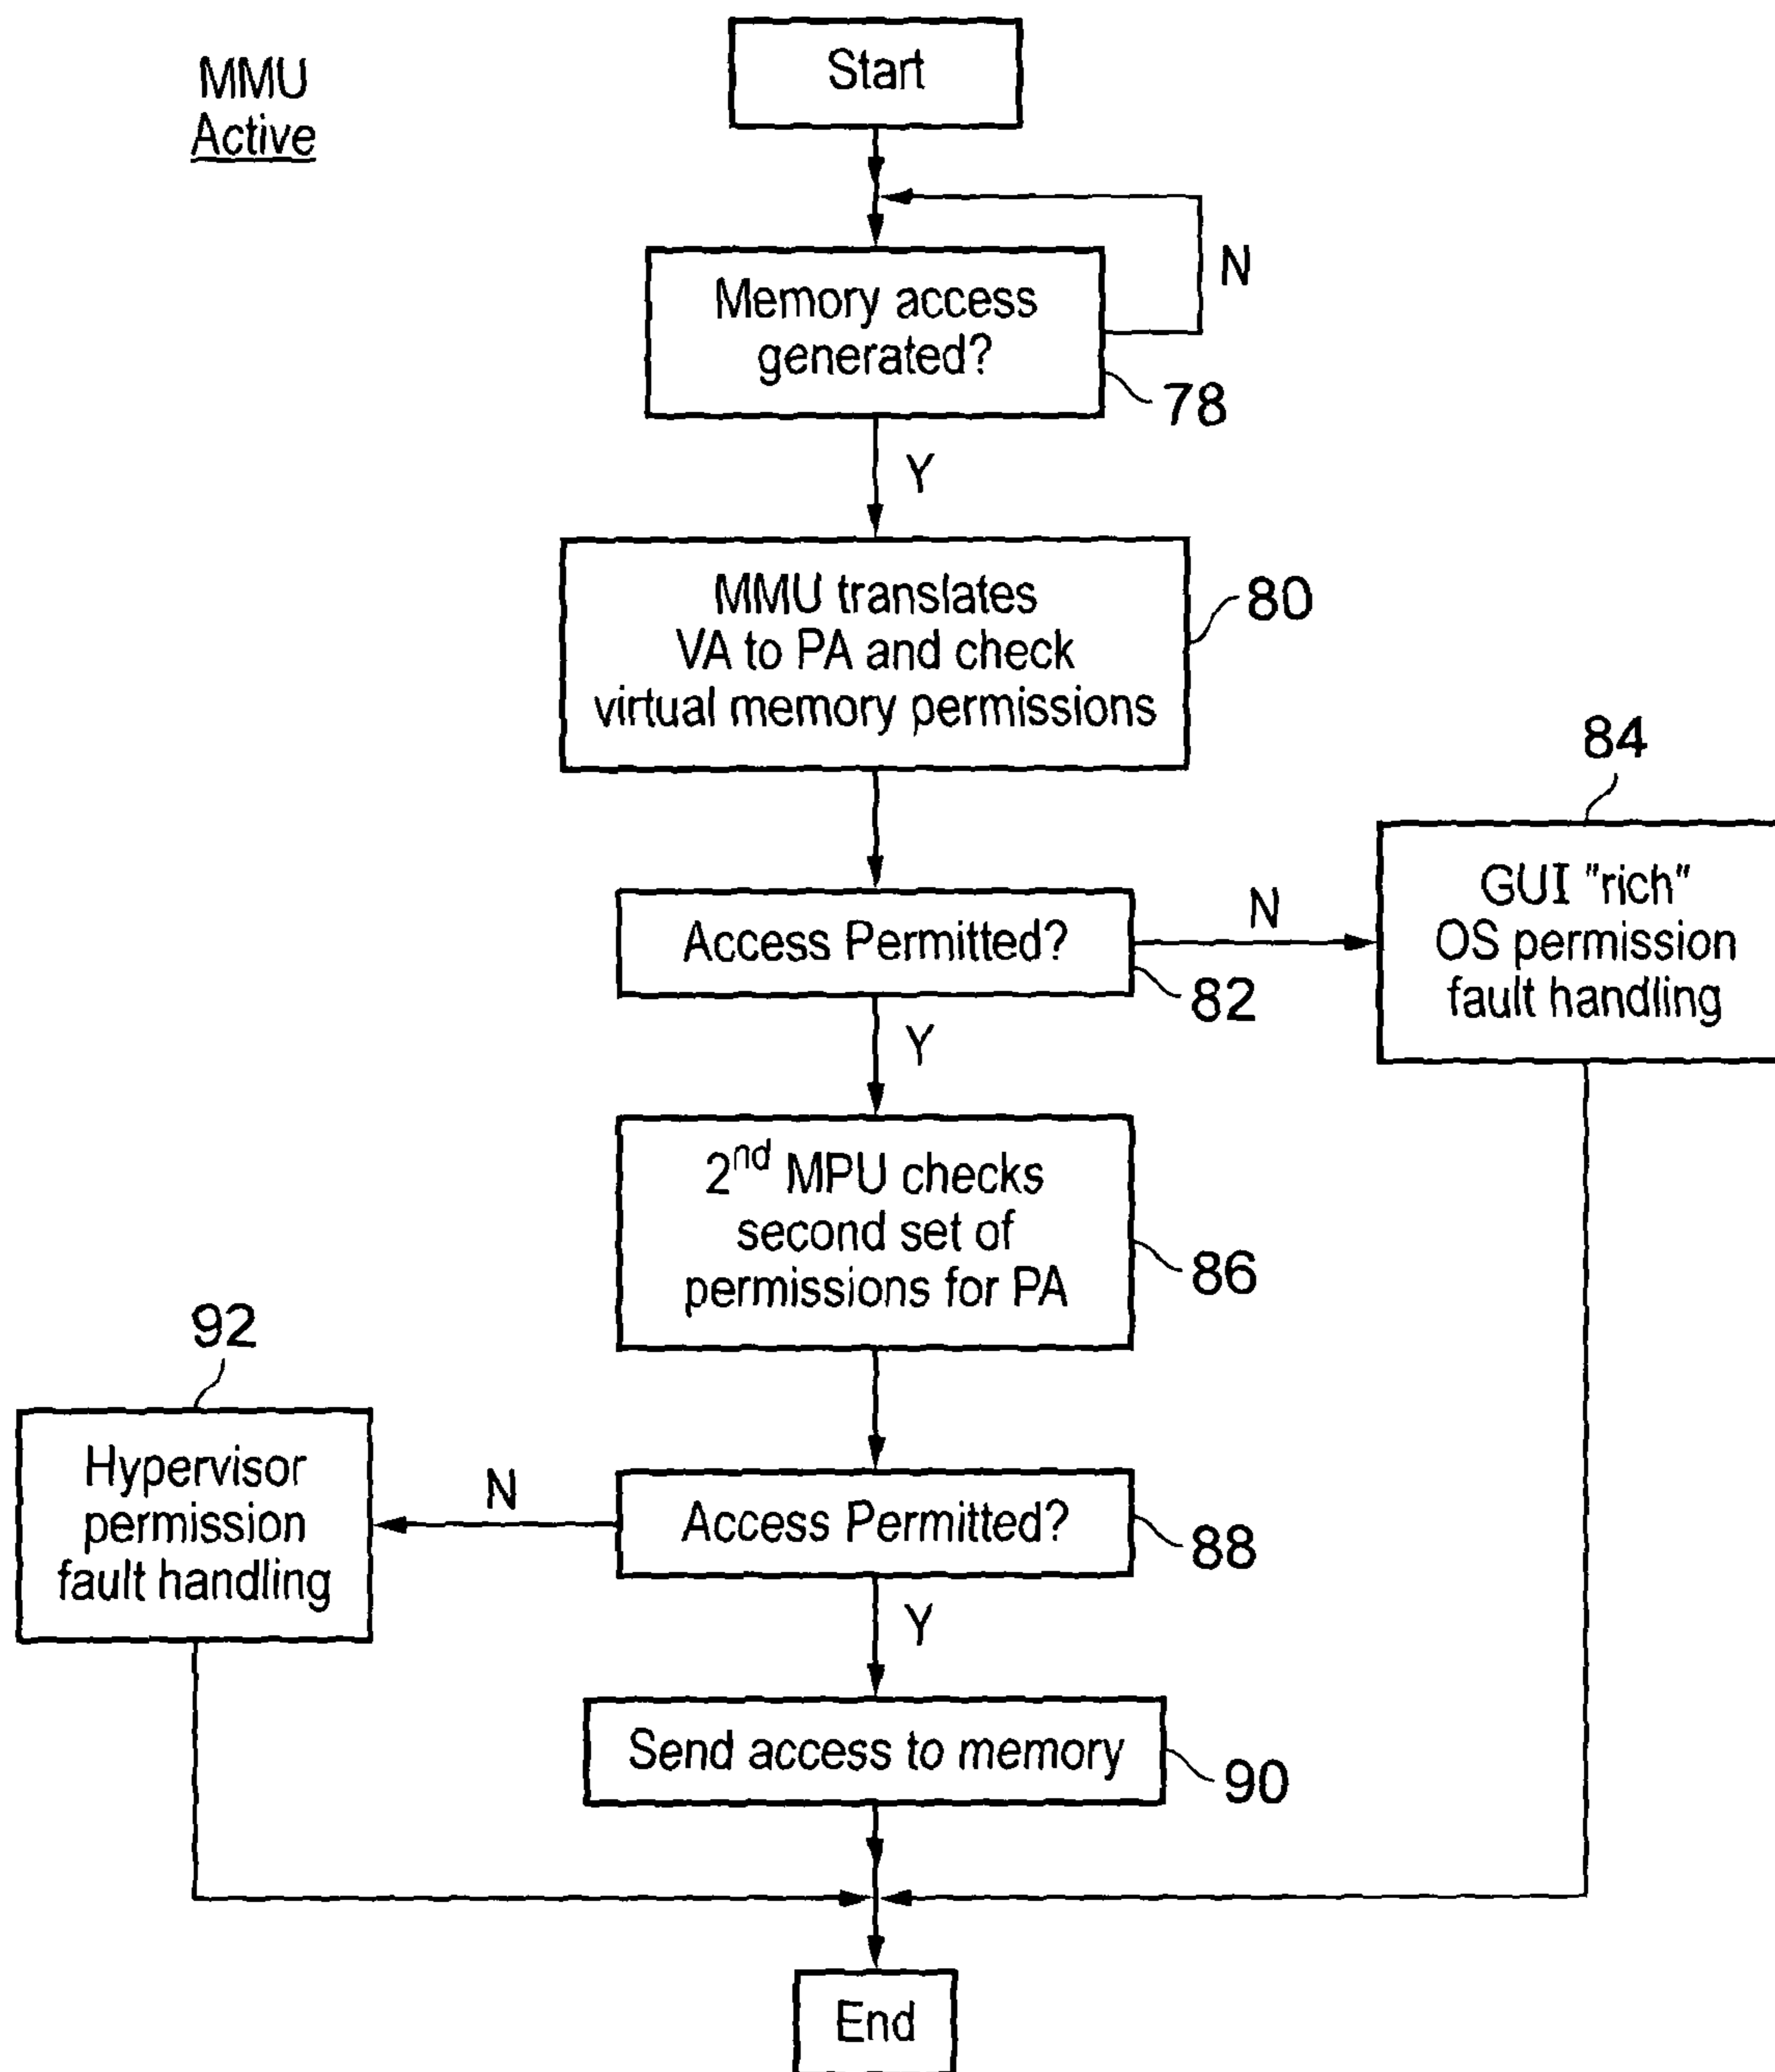 MMU
Active
Start
N
Memory access
generated?
78
Y
MMU translates
VA to PA and check
virtual memory permissions
80
84
GUI "rich"
OS permission
fault handling
Access Permitted?
N
82
Y
2nd MPU checks
second set of
permissions for PA
86
92
Hypervisor
permission
fault handling
N
Access Permitted?
88
Y
Send access to memory
90
End